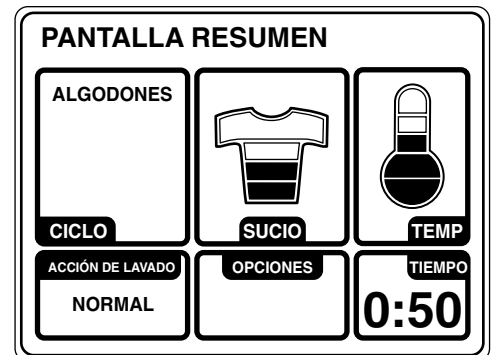 PANTALLA RESUMEN
ALGODONES
CICLO
SUCIO
TEMP
ACCIÓN DE LAVADO
NORMAL
OPCIONES
TIEMPO
0:50